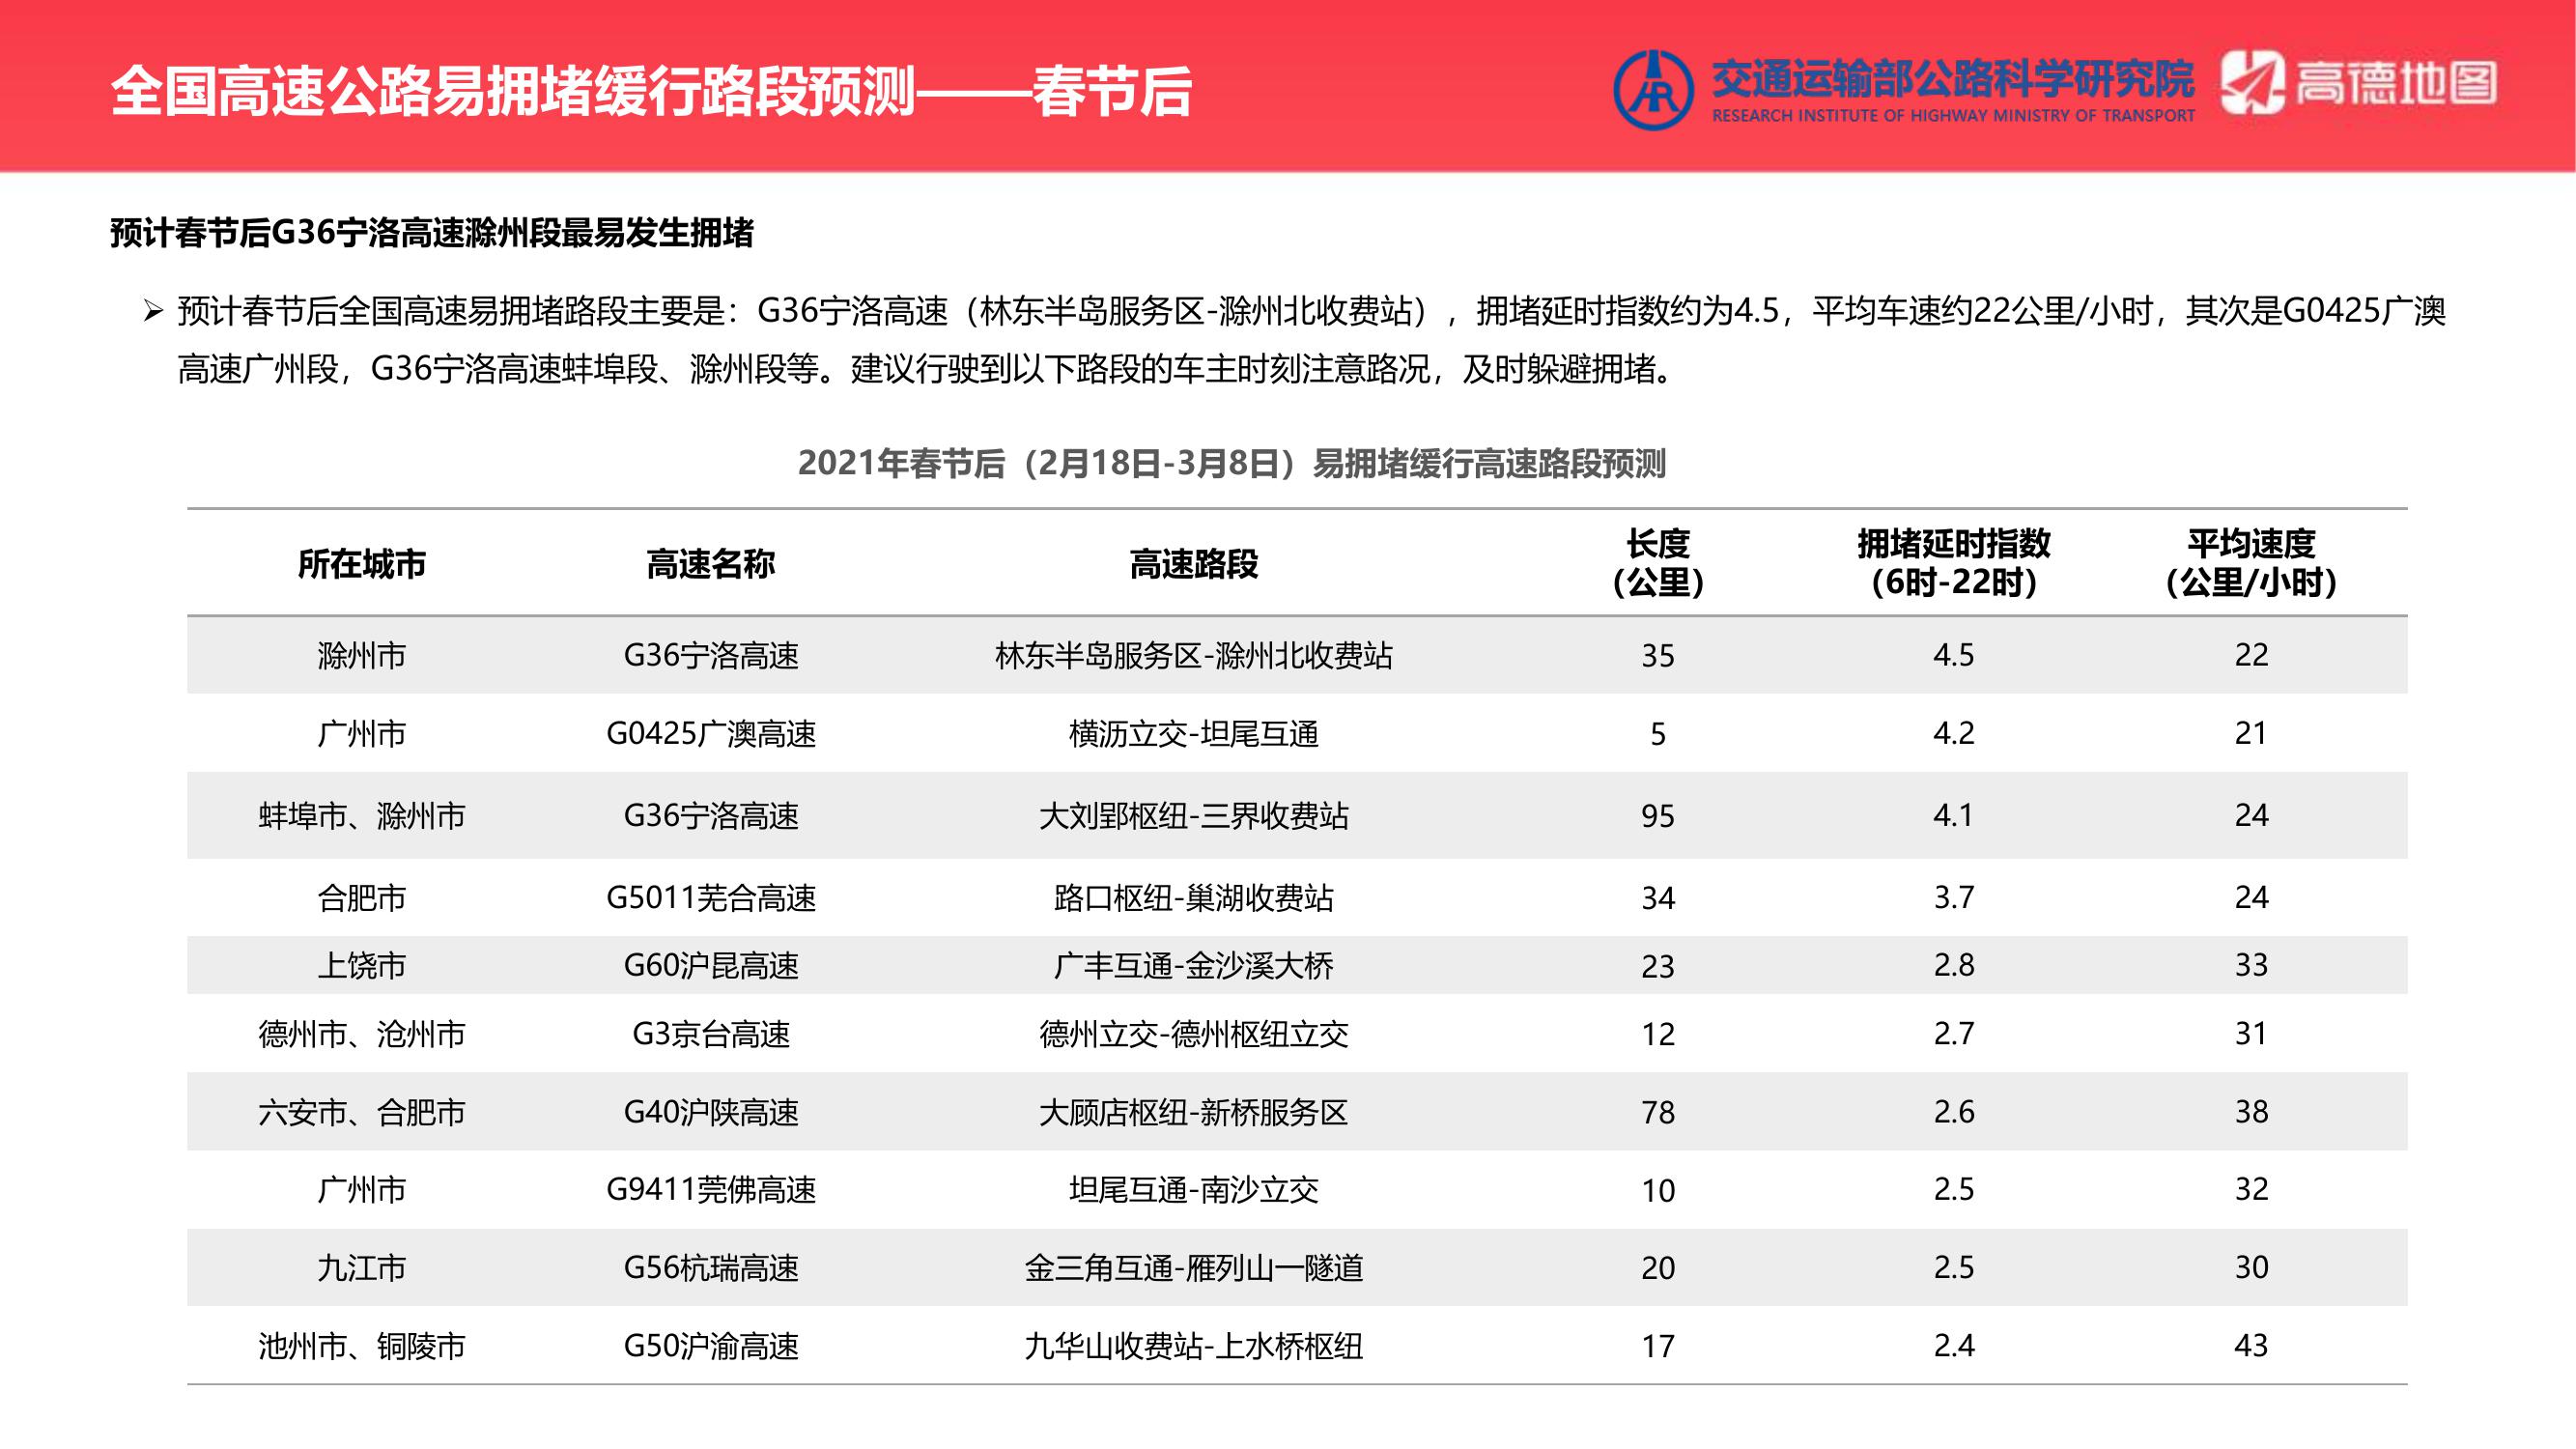 全国高速公路易拥堵缓行路段预测——春节后
交通运输部公路科学研究院
RESEARCH INSTITUTE OF HIGHWAY MINISTRY OF TRANSPORT
高德地图
预计春节后G36宁洛高速滁州段最易发生拥堵
➢ 预计春节后全国高速易拥堵路段主要是：G36宁洛高速（林东半岛服务区-滁州北收费站），拥堵延时指数约为4.5，平均车速约22公里/小时，其次是G0425广澳
高速广州段，G36宁洛高速蚌埠段、滁州段等。建议行驶到以下路段的车主时刻注意路况，及时躲避拥堵。
2021年春节后（2月18日-3月8日）易拥堵缓行高速路段预测
所在城市 高速名称 高速路段 长度（公里） 拥堵延时指数（6时-22时） 平均速度（公里/小时）
滁州市 G36宁洛高速 林东半岛服务区-滁州北收费站 35 4.5 22
广州市 G0425广澳高速 横沥立交-坦尾互通 5 4.2 21
蚌埠市、滁州市 G36宁洛高速 大刘郢枢纽-三界收费站 95 4.1 24
合肥市 G5011芜合高速 路口枢纽-巢湖收费站 34 3.7 24
上饶市 G60沪昆高速 广丰互通-金沙溪大桥 23 2.8 33
德州市、沧州市 G3京台高速 德州立交-德州枢纽立交 12 2.7 31
六安市、合肥市 G40沪陕高速 大顾店枢纽-新桥服务区 78 2.6 38
广州市 G9411莞佛高速 坦尾互通-南沙立交 10 2.5 32
九江市 G56杭瑞高速 金三角互通-雁列山一隧道 20 2.5 30
池州市、铜陵市 G50沪渝高速 九华山收费站-上水桥枢纽 17 2.4 43